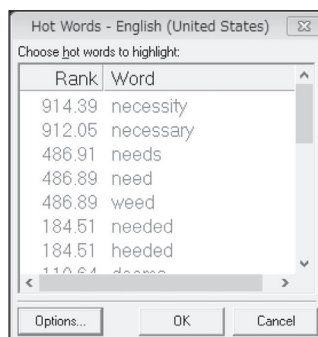 Hot Words - English (United States)
Choose hot words to highlight:
Rank Word
914.39 necessity
912.05 necessary
486.91 needs
486.89 need
486.89 weed
184.51 needed
184.51 heeded
Options... OK Cancel